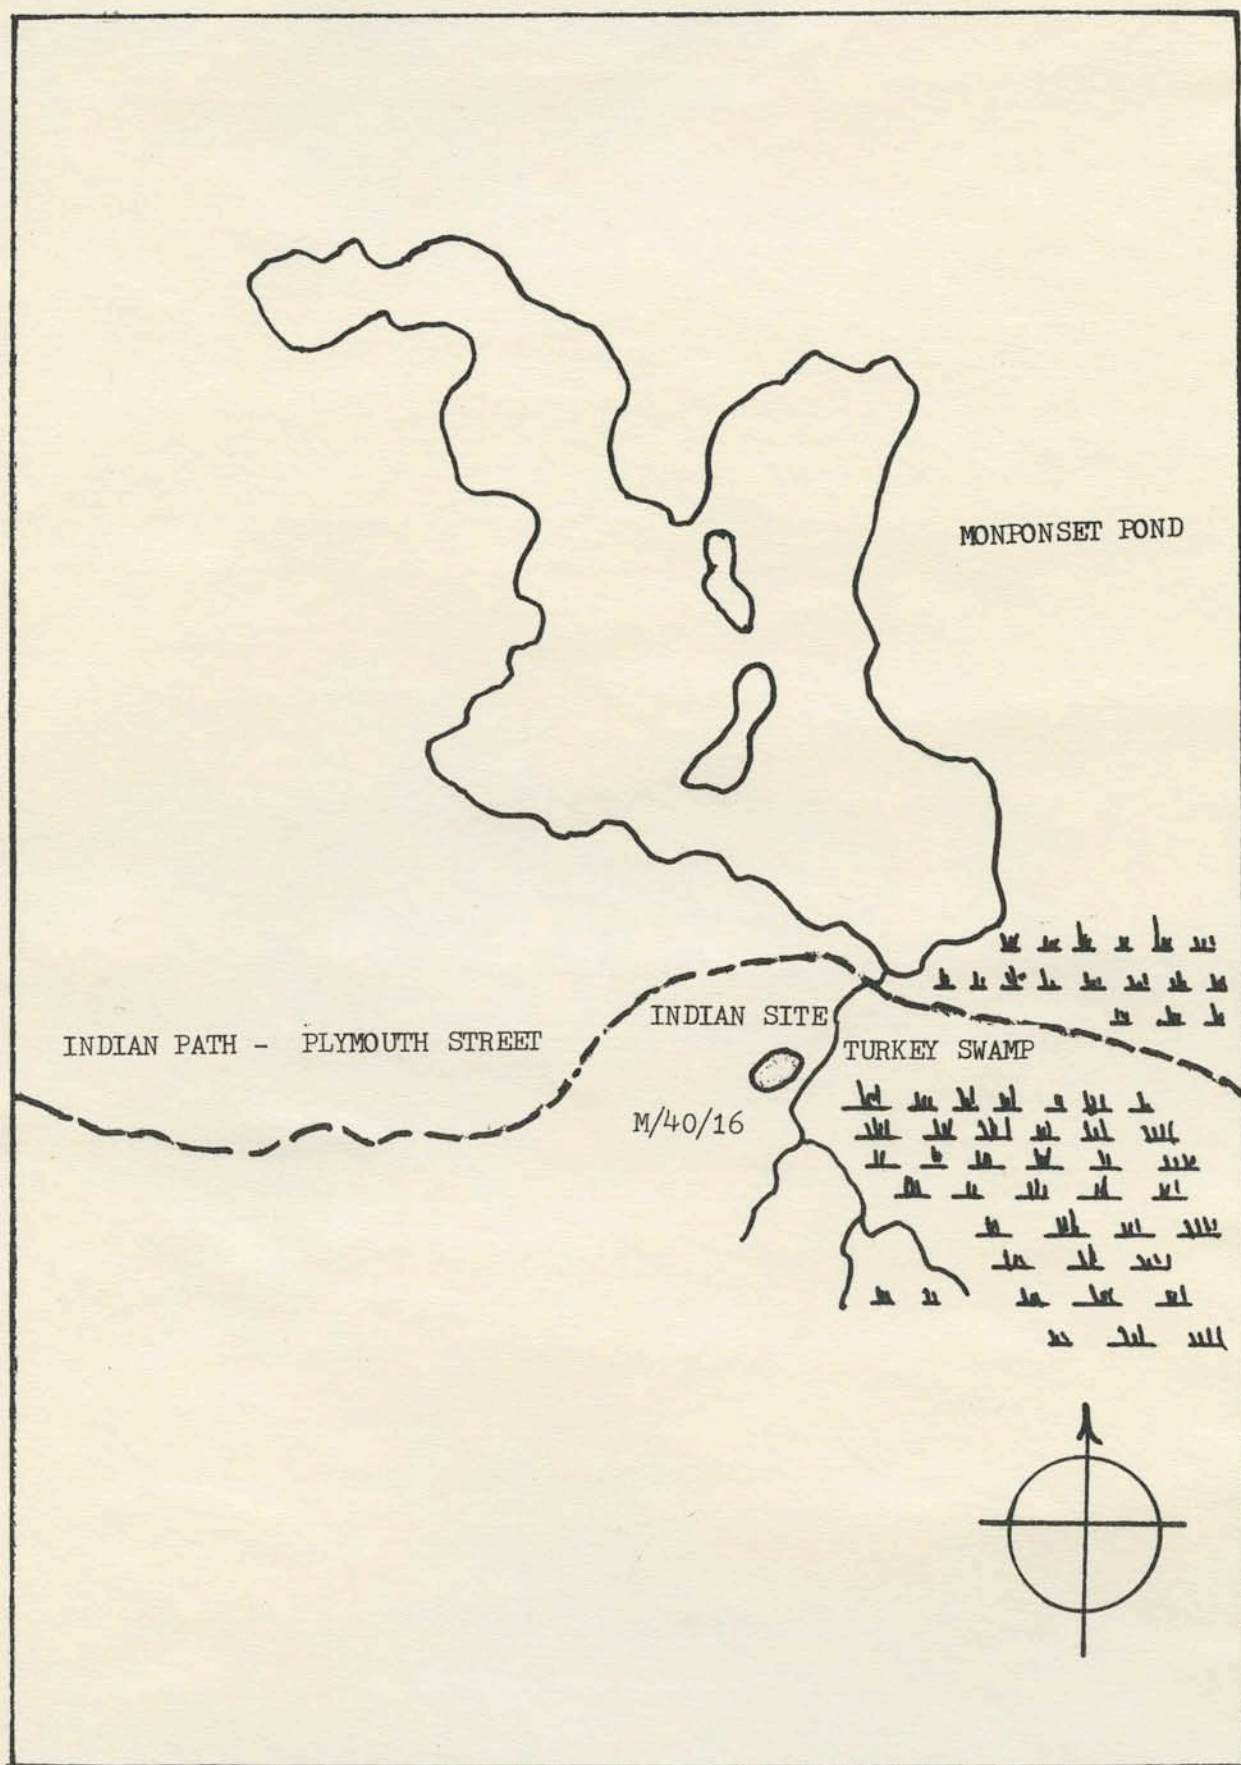 MONPONSET POND
INDIAN SITE
INDIAN PATH - PLYMOUTH STREET
TURKEY SWAMP
M/40/16